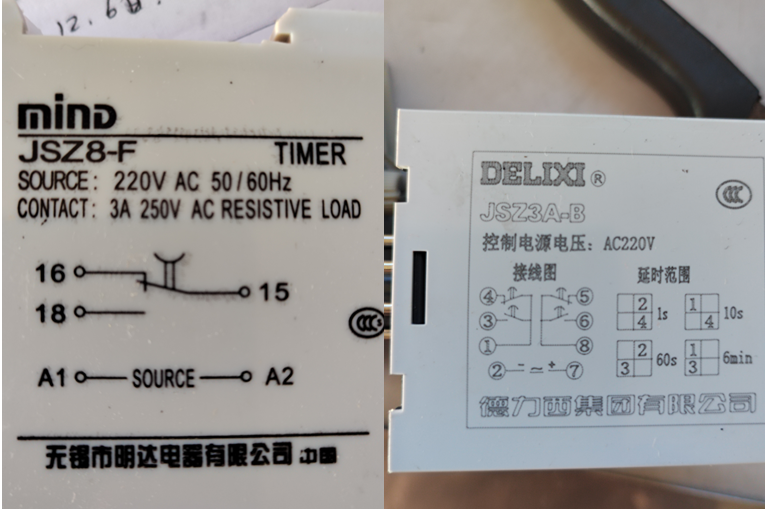 mind
JSZ8-F TIMER
SOURCE: 220V AC 50/60Hz
CONTACT: 3A 250V AC RESISTIVE LOAD
16
15
18
A1 SOURCE A2
无锡市明达电器有限公司 中国
DELIXI ®
JSZ3A-B
控制电源电压: AC220V
接线图 延时范围
④ ⑤ 2 4 1s 1 4 10s
③ ⑥
① ⑧ 2 3 60s 1 3 6min
② - ≃ + ⑦
德力西集团有限公司